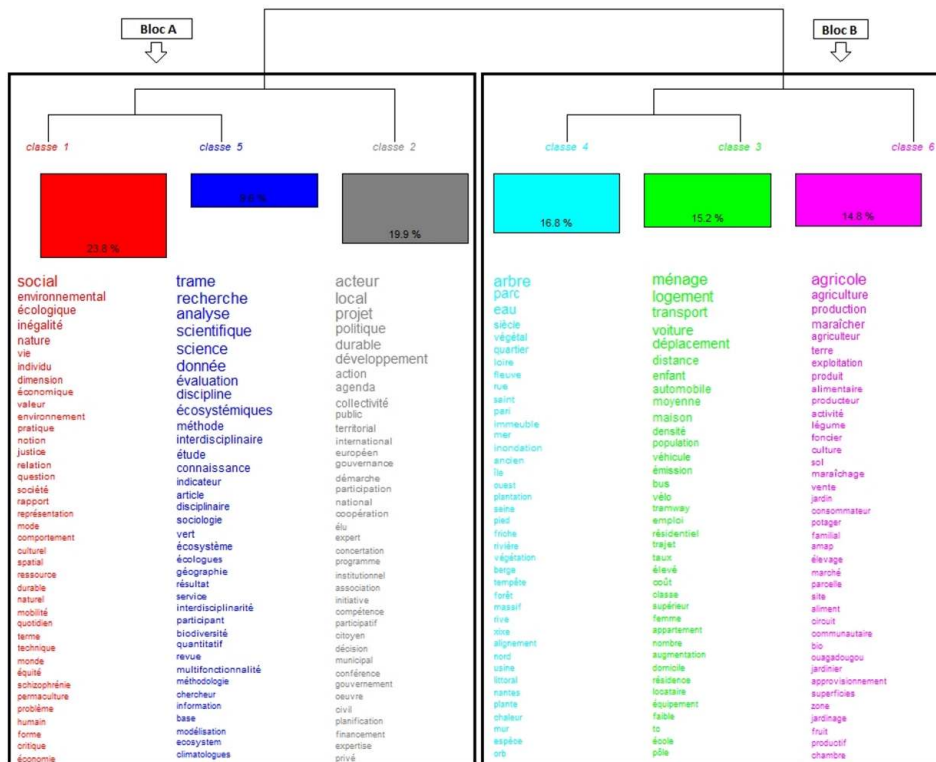 Bloc A
Bloc B
classe 1
classe 5
classe 2
classe 4
classe 3
classe 6
23.8 %
9.5 %
19.9 %
16.8 %
15.2 %
14.8 %
social
environnemental
écologique
inégalité
nature
vie
individu
dimension
économique
valeur
environnement
pratique
notion
justice
relation
question
société
rapport
représentation
mode
comportement
culturel
spatial
ressource
durable
naturel
mobilité
quotidien
terme
technique
monde
équité
schizophrénie
permaculture
problème
humain
forme
critique
économie
trame
recherche
analyse
scientifique
science
donnée
évaluation
discipline
écosystémiques
méthode
interdisciplinaire
étude
connaissance
indicateur
article
disciplinaire
sociologie
vert
écosystème
écologues
géographie
résultat
service
interdisciplinarité
participant
biodiversité
quantitatif
revue
multifonctionnalité
méthodologie
chercheur
information
base
modélisation
ecosystem
climatologues
acteur
local
projet
politique
durable
développement
action
agenda
collectivité
public
territorial
international
européen
gouvernance
démarche
participation
national
coopération
élu
expert
concertation
programme
institutionnel
association
initiative
compétence
participatif
citoyen
décision
municipal
conférence
gouvernement
oeuvre
civil
planification
financement
expertise
privé
arbre
parc
eau
siècle
végétal
quartier
loire
fleuve
rue
saint
pari
immeuble
mer
inondation
ancien
île
ouest
plantation
seine
pied
friche
rivière
végétation
berge
tempête
forêt
massif
rive
xixe
alignement
nord
usine
littoral
nantes
plante
chaleur
mur
espèce
orb
ménage
logement
transport
voiture
déplacement
distance
enfant
automobile
moyenne
maison
densité
population
véhicule
émission
bus
vélo
tramway
emploi
résidentiel
trajet
taux
élevé
coût
classe
supérieur
femme
appartement
nombre
augmentation
domicile
résidence
locataire
équipement
faible
tc
école
pôle
agricole
agriculture
production
maraîcher
agriculteur
terre
exploitation
produit
alimentaire
producteur
activité
légume
foncier
culture
sol
maraîchage
vente
jardin
consommateur
potager
familial
amap
élevage
marché
parcelle
site
aliment
circuit
communautaire
bio
ouagadougou
jardinier
approvisionnement
superficies
zone
jardinage
fruit
productif
chambre